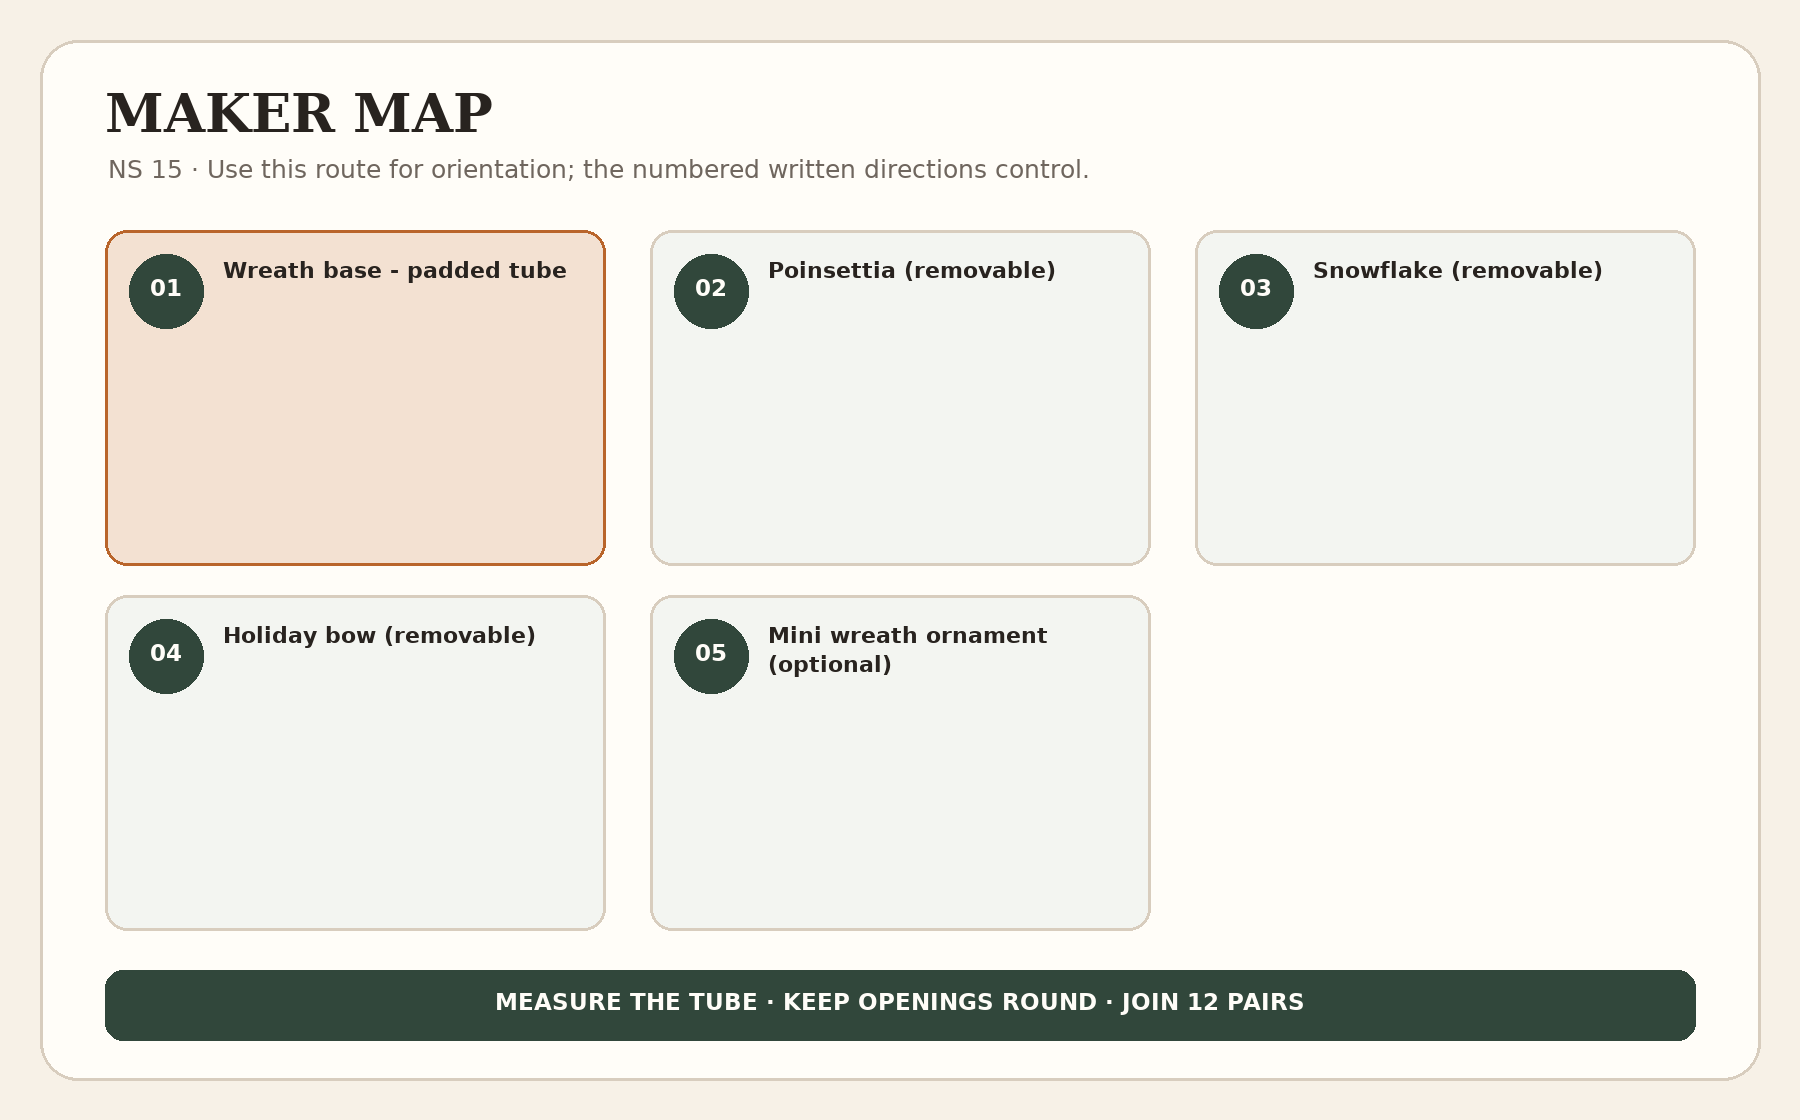 MAKER MAP
NS 15 · Use this route for orientation; the numbered written directions control.
01
Wreath base - padded tube
02
Poinsettia (removable)
03
Snowflake (removable)
04
Holiday bow (removable)
05
Mini wreath ornament
(optional)
MEASURE THE TUBE · KEEP OPENINGS ROUND · JOIN 12 PAIRS